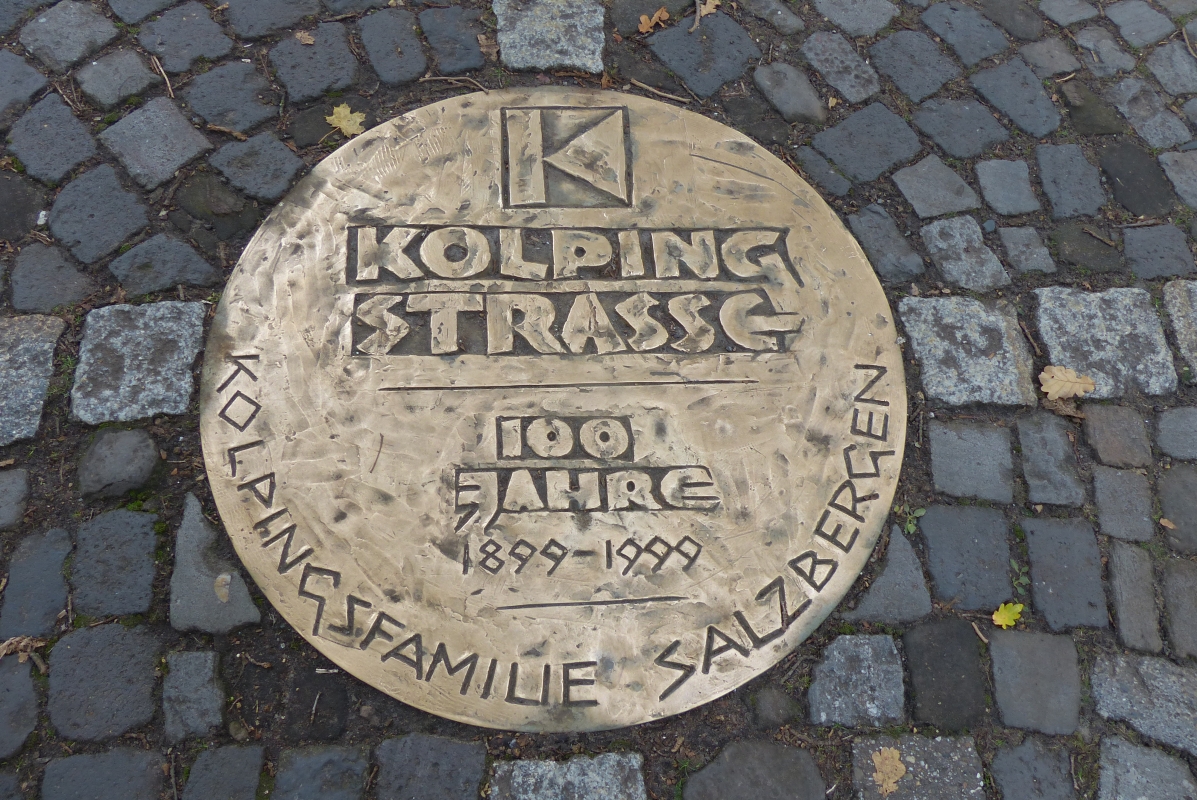 K
KOLPING
STRASSE
100
JAHRE
1899-1999
KOLPINGSFAMILIE SALZBERGEN